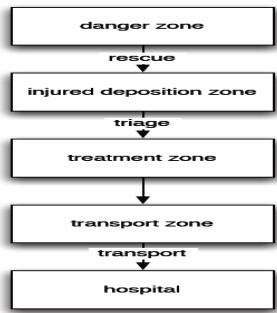 danger zone
rescue
injured deposition zone
triage
treatment zone
transport zone
transport
hospital